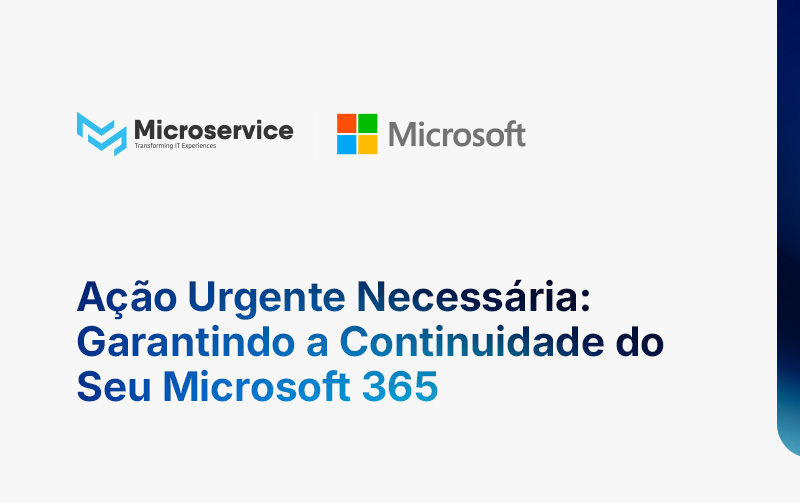 Microservice
Transforming IT Experiences
Microsoft
Ação Urgente Necessária:
Garantindo a Continuidade do
Seu Microsoft 365